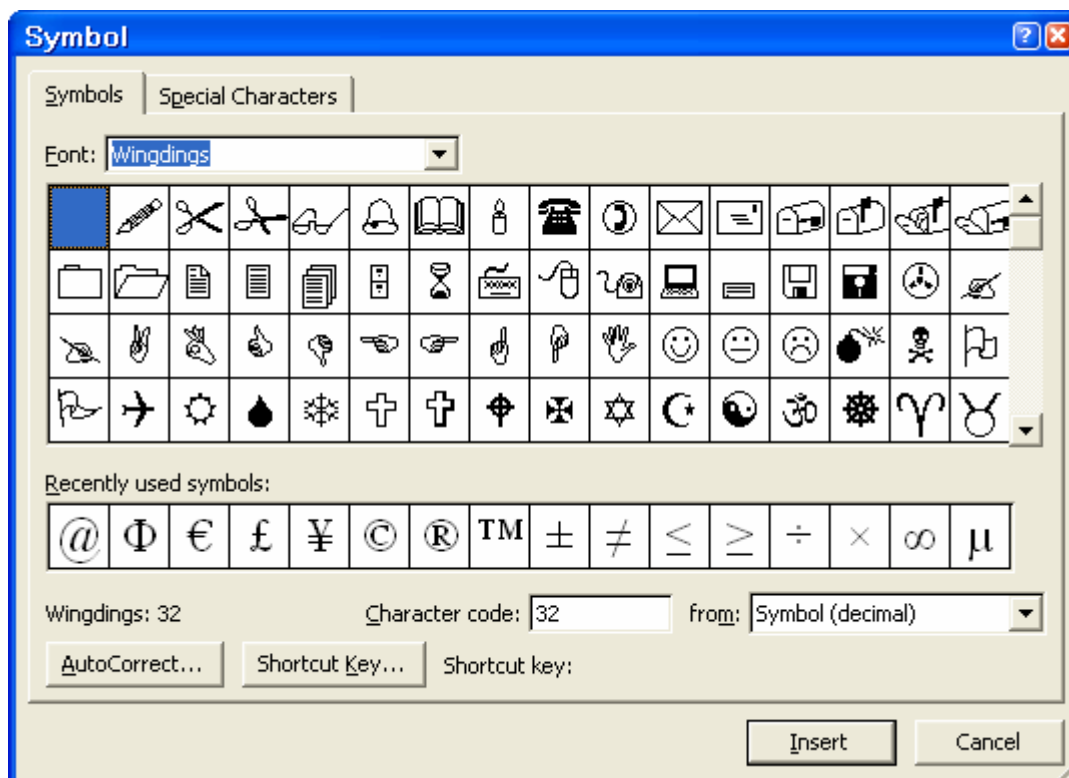 Symbol
Symbols Special Characters
Font: Wingdings
Recently used symbols:
@ Φ € £ ¥ © ® ™ ± ≠ ≤ ≥ ÷ × ∞ µ
Wingdings: 32 Character code: 32 from: Symbol (decimal)
AutoCorrect... Shortcut Key... Shortcut key:
Insert Cancel